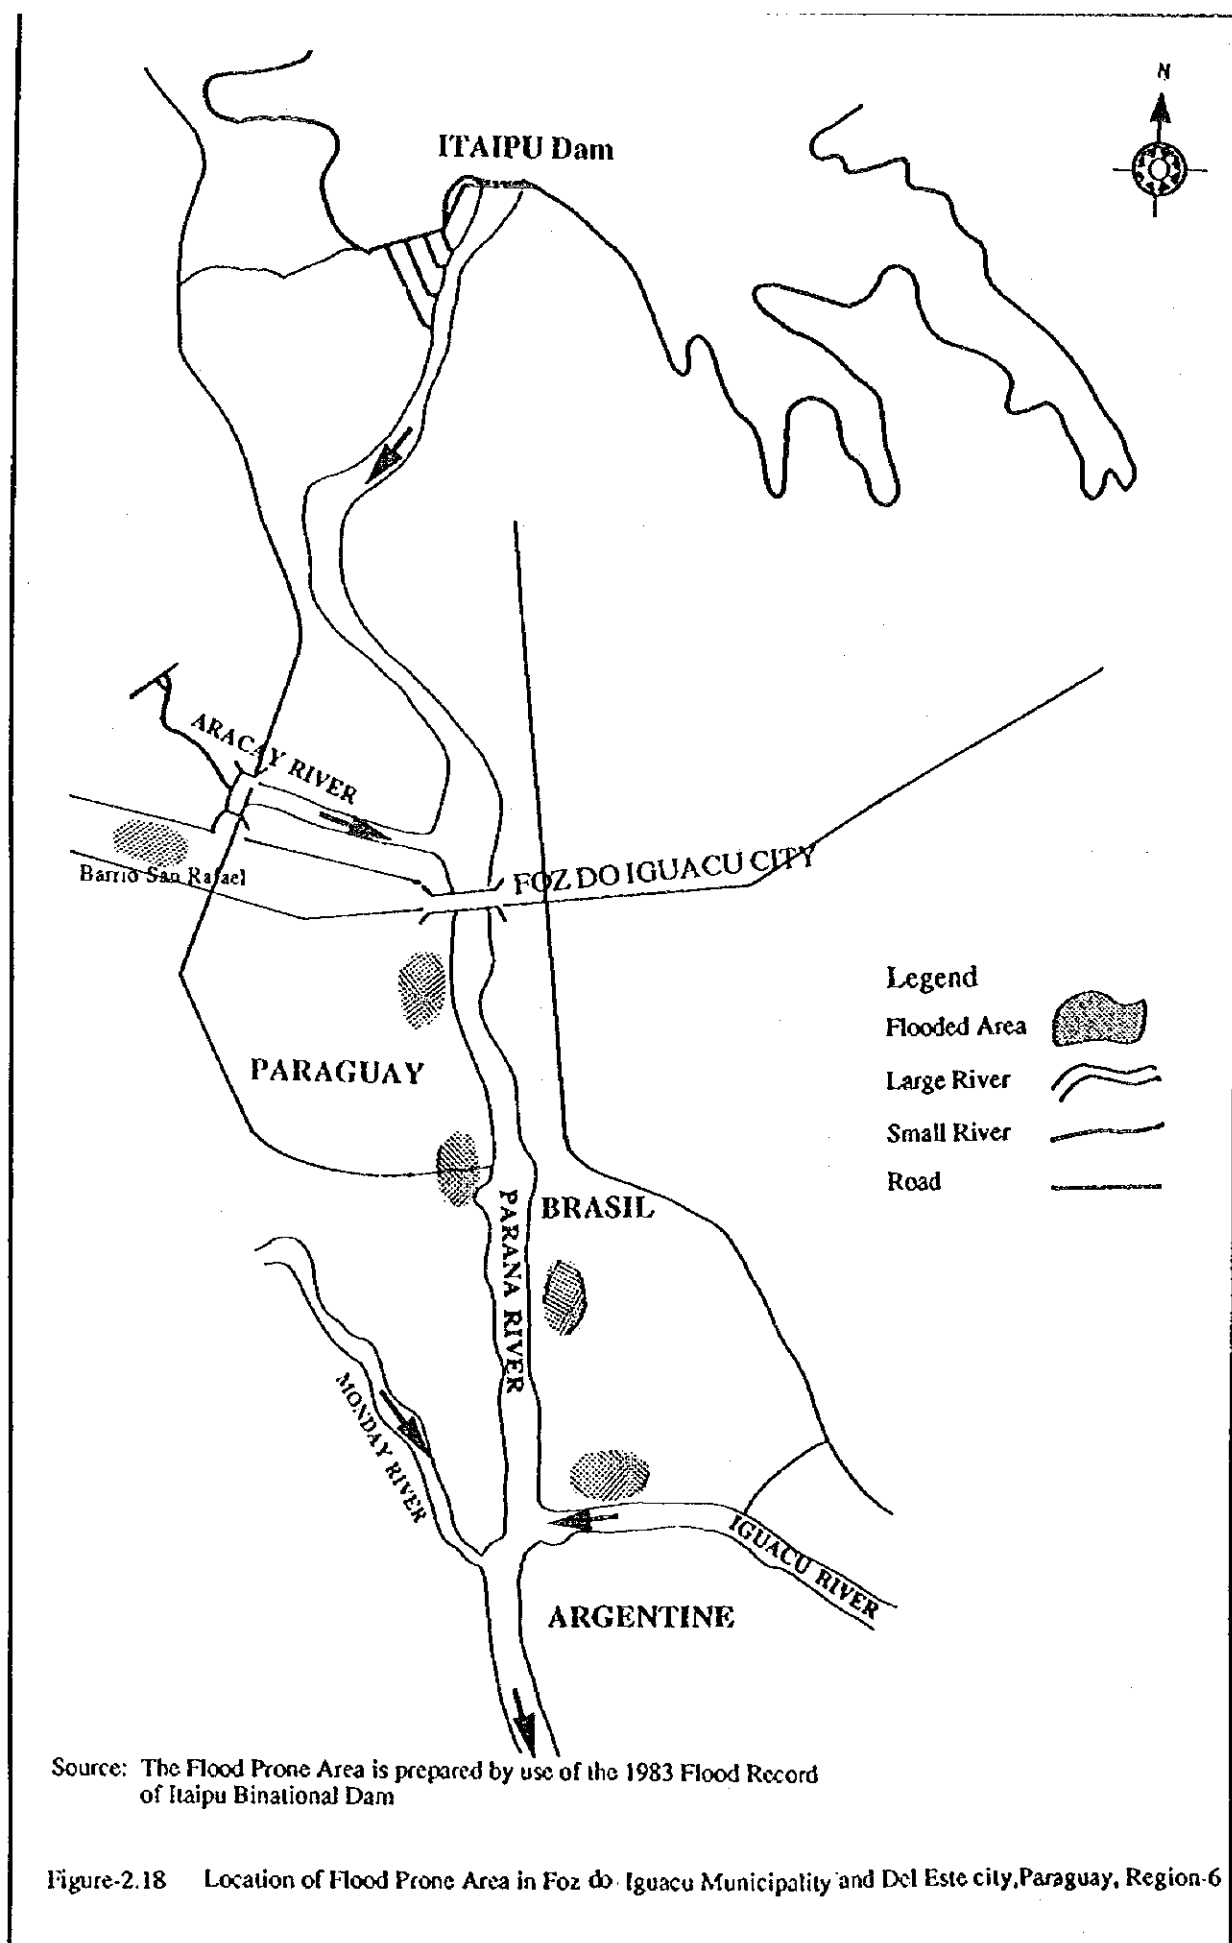 N
ITAIPU Dam
ARACAY RIVER
Barrio San Rafael
FOZ DO IGUACU CITY
Legend
Flooded Area
Large River
Small River
Road
PARAGUAY
BRASIL
PARANA RIVER
MONDAY RIVER
IGUACU RIVER
ARGENTINE
Source: The Flood Prone Area is prepared by use of the 1983 Flood Record
of Itaipu Binational Dam
Figure-2.18 Location of Flood Prone Area in Foz do Iguacu Municipality and Del Este city,Paraguay, Region-6